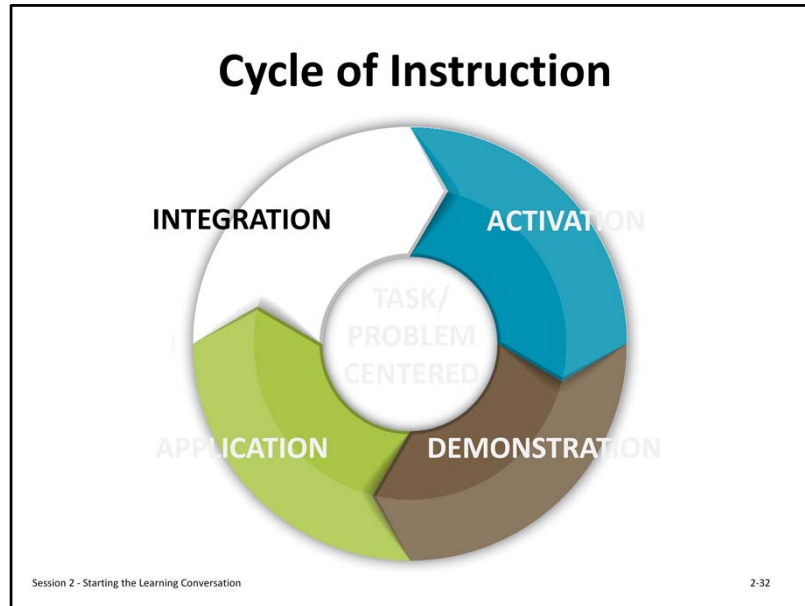 Cycle of Instruction
INTEGRATION
ACTIVATION
TASK/
PROBLEM
CENTERED
APPLICATION
DEMONSTRATION
Session 2 - Starting the Learning Conversation
2-32